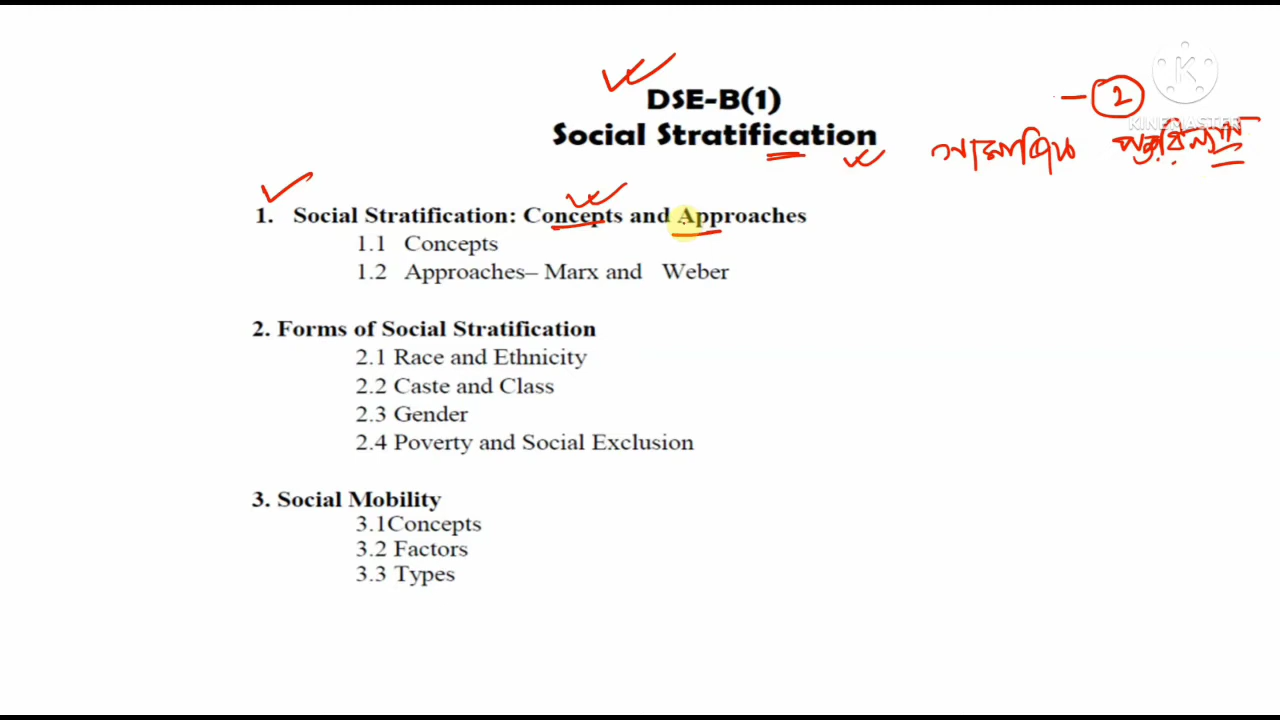 DSE-B(1)
Social Stratification
2
KINEMASTER
সামাজিক স্তরবিন্যাস
1. Social Stratification: Concepts and Approaches
1.1 Concepts
1.2 Approaches– Marx and Weber
2. Forms of Social Stratification
2.1 Race and Ethnicity
2.2 Caste and Class
2.3 Gender
2.4 Poverty and Social Exclusion
3. Social Mobility
3.1Concepts
3.2 Factors
3.3 Types